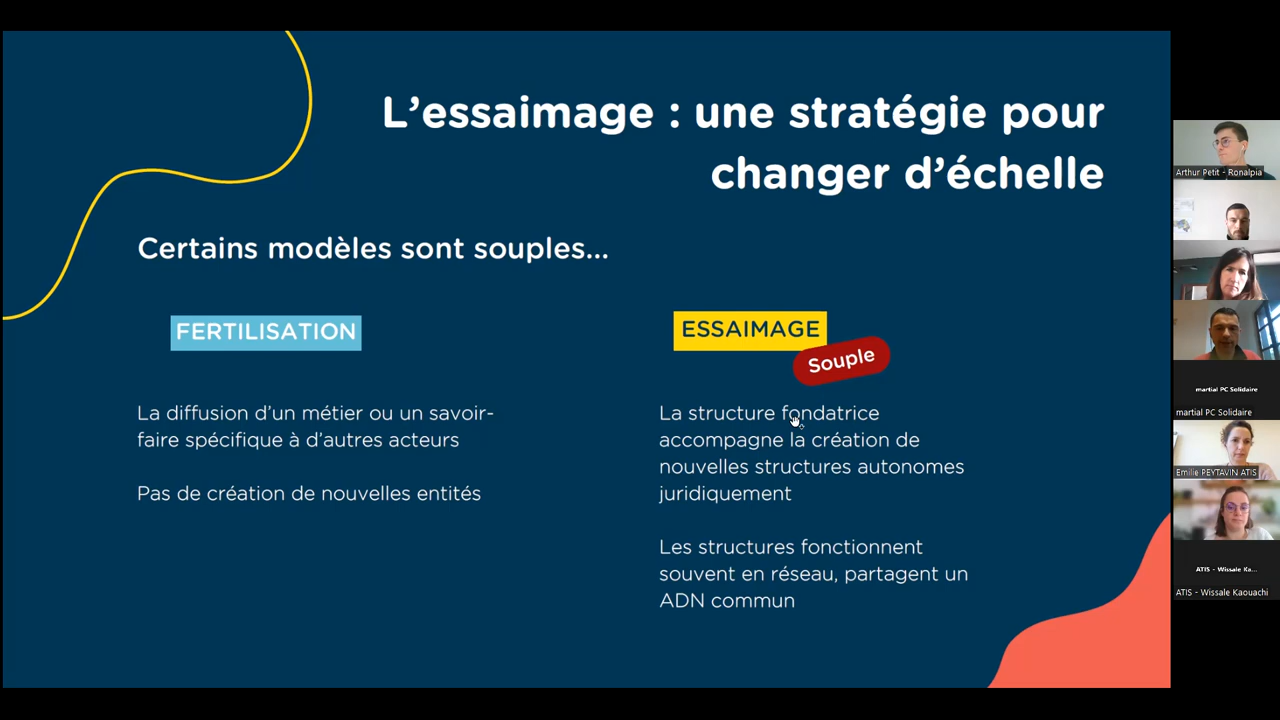 L'essaimage : une stratégie pour
changer d'échelle
Certains modèles sont souples...
FERTILISATION
La diffusion d'un métier ou un savoir-
faire spécifique à d'autres acteurs
Pas de création de nouvelles entités
ESSAIMAGE
Souple
La structure fondatrice
accompagne la création de
nouvelles structures autonomes
juridiquement
Les structures fonctionnent
souvent en réseau, partagent un
ADN commun
Arthur Petit - Ronalpia
martial PC Solidaire
martial PC Solidaire
Emilie PEYTAVIN ATIS
ATIS - Wissale Ka...
ATIS - Wissale Kaouachi